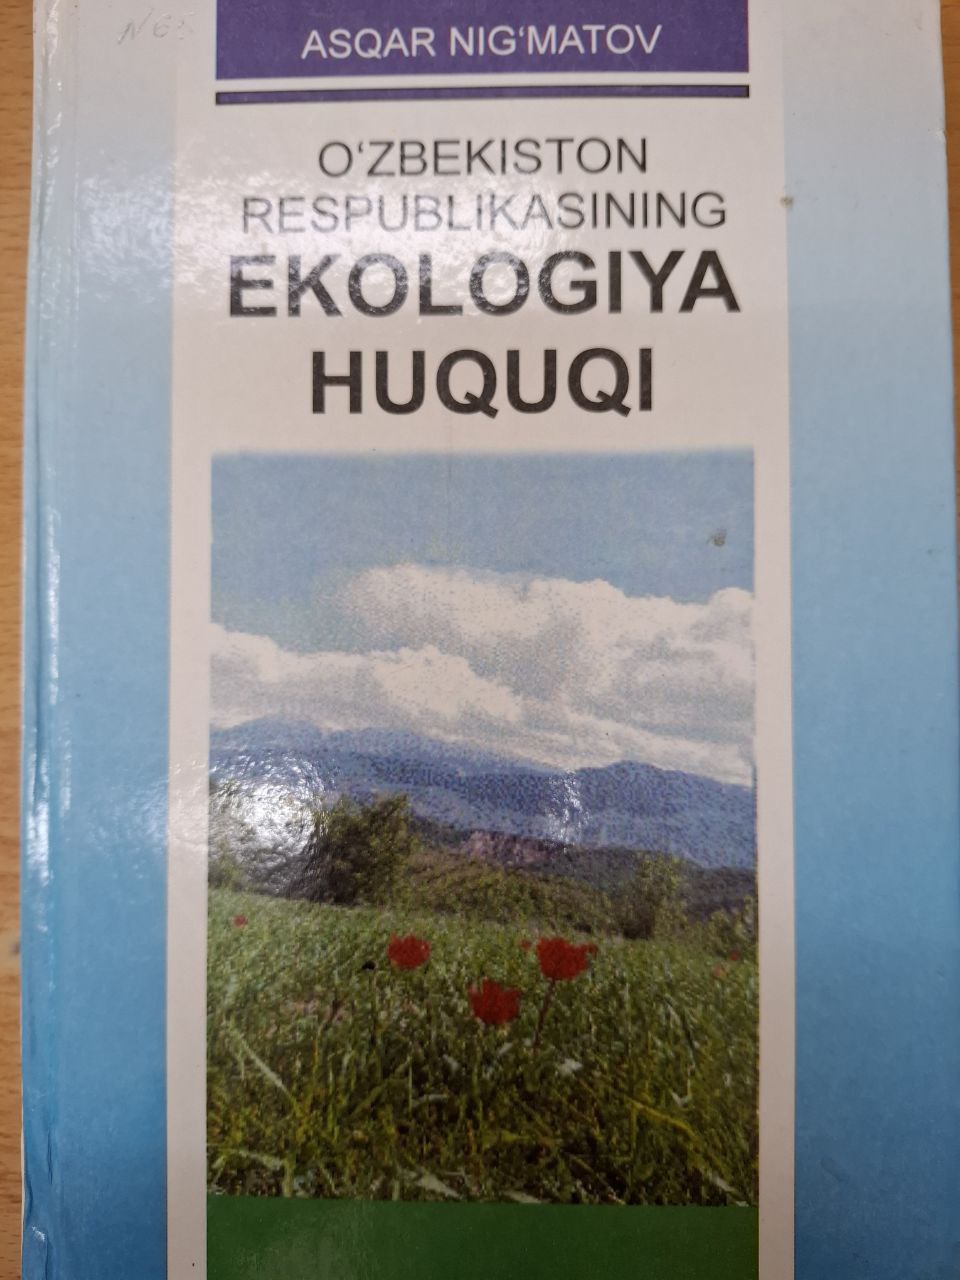 ASQAR NIG‘MATOV
O‘ZBEKISTON
RESPUBLIKASINING
EKOLOGIYA
HUQUQI